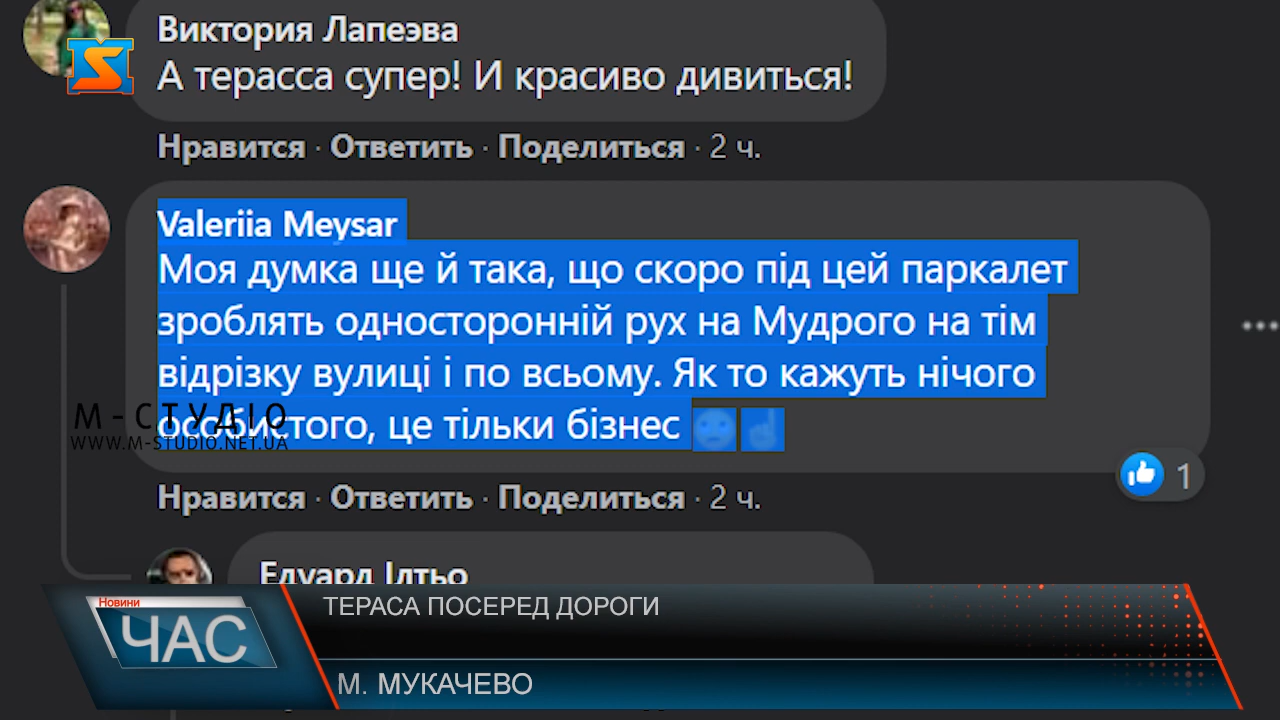 Виктория Лапеэва
А терасса супер! И красиво дивиться!
Нравится · Ответить · Поделиться · 2 ч.
Valeriia Meysar
Моя думка ще й така, що скоро під цей паркалет
зроблять односторонній рух на Мудрого на тім
відрізку вулиці і по всьому. Як то кажуть нічого
особистого, це тільки бізнес
М-СТУДІО
WWW.M-STUDIO.NET.UA
1
Нравится · Ответить · Поделиться · 2 ч.
Едуард Ілтьо
Новини
ЧАС
ТЕРАСА ПОСЕРЕД ДОРОГИ
М. МУКАЧЕВО